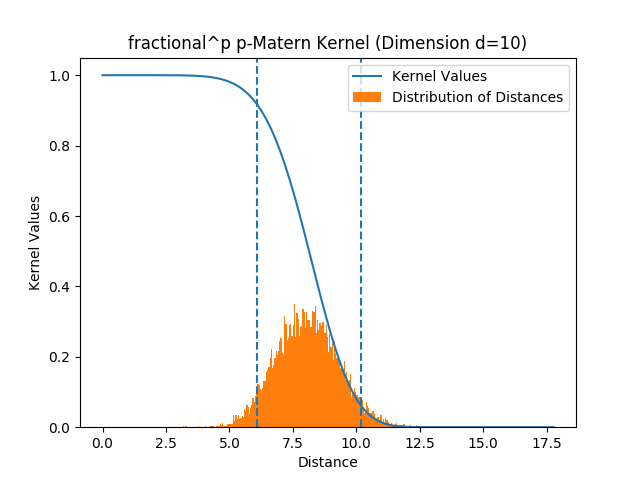 fractional^p p-Matern Kernel (Dimension d=10)
Kernel Values
Distribution of Distances
Kernel Values
1.0
0.8
0.6
0.4
0.2
0.0
0.0 2.5 5.0 7.5 10.0 12.5 15.0 17.5
Distance